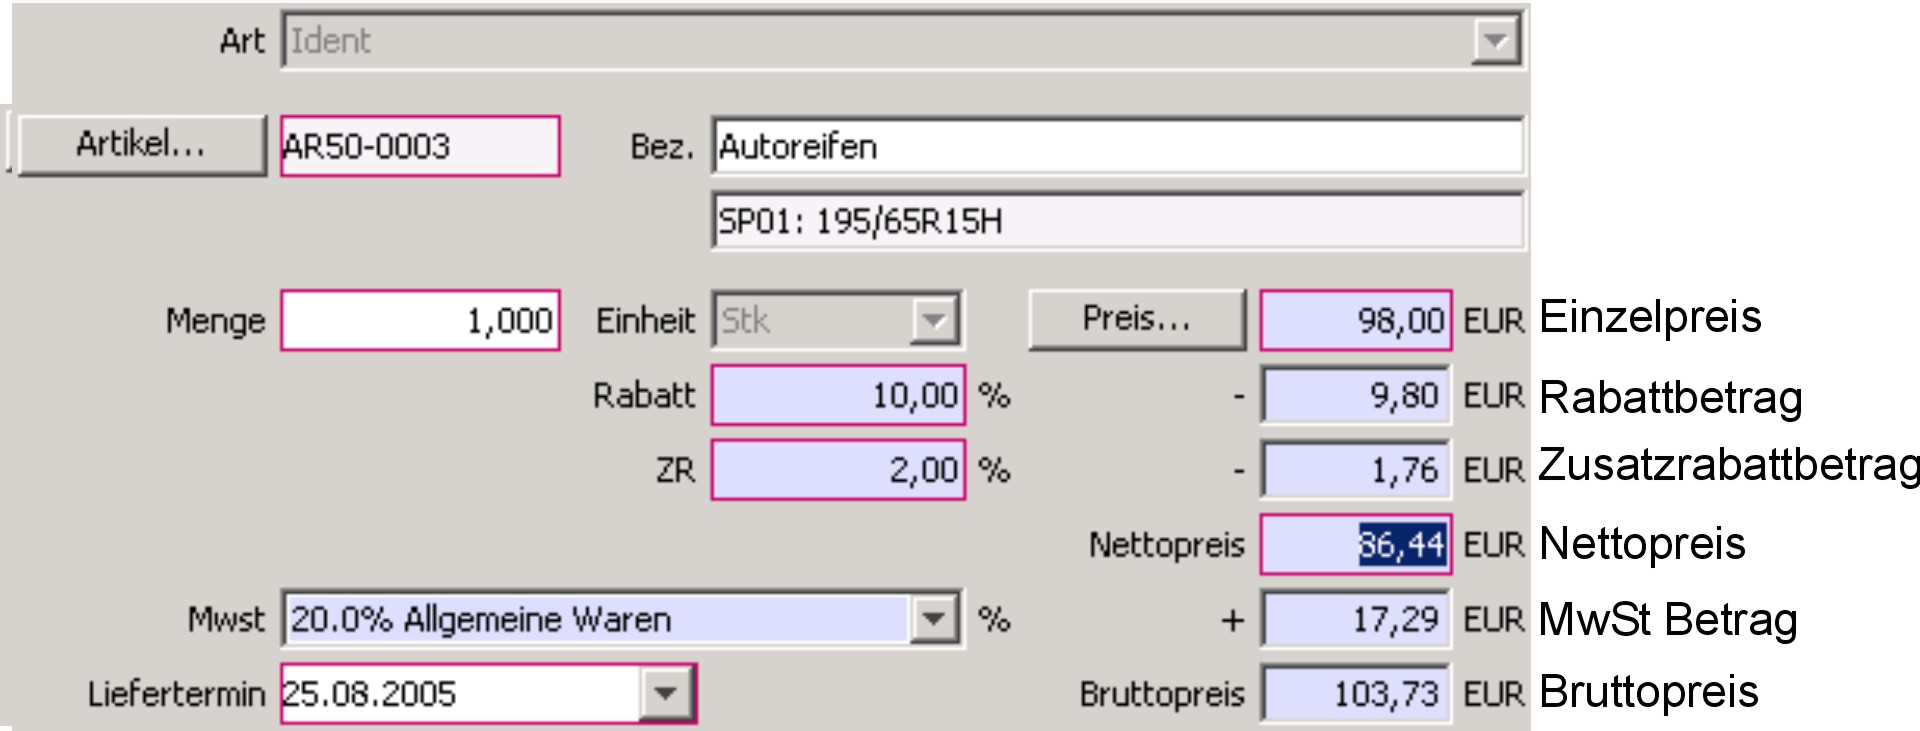 Art Ident
Artikel... AR50-0003 Bez. Autoreifen
SP01: 195/65R15H
Menge 1,000 Einheit Stk Preis... 98,00 EUR Einzelpreis
Rabatt 10,00 % - 9,80 EUR Rabattbetrag
ZR 2,00 % - 1,76 EUR Zusatzrabattbetrag
Nettopreis 86,44 EUR Nettopreis
Mwst 20.0% Allgemeine Waren % + 17,29 EUR MwSt Betrag
Liefertermin 25.08.2005 Bruttopreis 103,73 EUR Bruttopreis